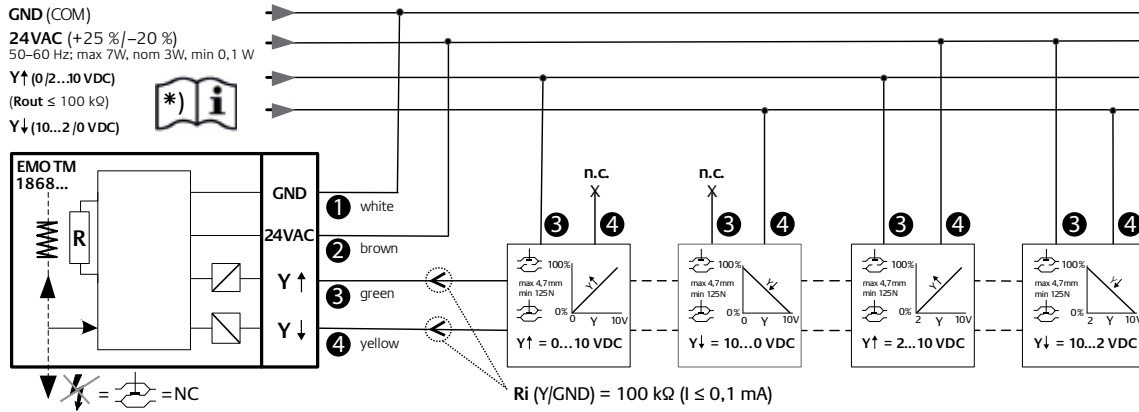 GND (COM)
24VAC (+25 %/−20 %)
50–60 Hz; max 7W, nom 3W, min 0,1 W
Y↑ (0/2...10 VDC)
(Rout ≤ 100 kΩ)
Y↓ (10...2/0 VDC)
*) i
EMO TM
1868...
R
GND
24VAC
Y ↑
Y ↓
1 white
2 brown
3 green
4 yellow
= = NC
n.c.
X
3 4
100%
max 4,7mm
min 125N
0%
Y↑
0 Y 10V
Y↑ = 0...10 VDC
n.c.
X
3 4
100%
max 4,7mm
min 125N
0%
Y↓
0 Y 10V
Y↓ = 10...0 VDC
3 4
100%
max 4,7mm
min 125N
0%
Y↑
2 Y 10V
Y↑ = 2...10 VDC
3 4
100%
max 4,7mm
min 125N
0%
Y↓
2 Y 10V
Y↓ = 10...2 VDC
Ri (Y/GND) = 100 kΩ (I ≤ 0,1 mA)